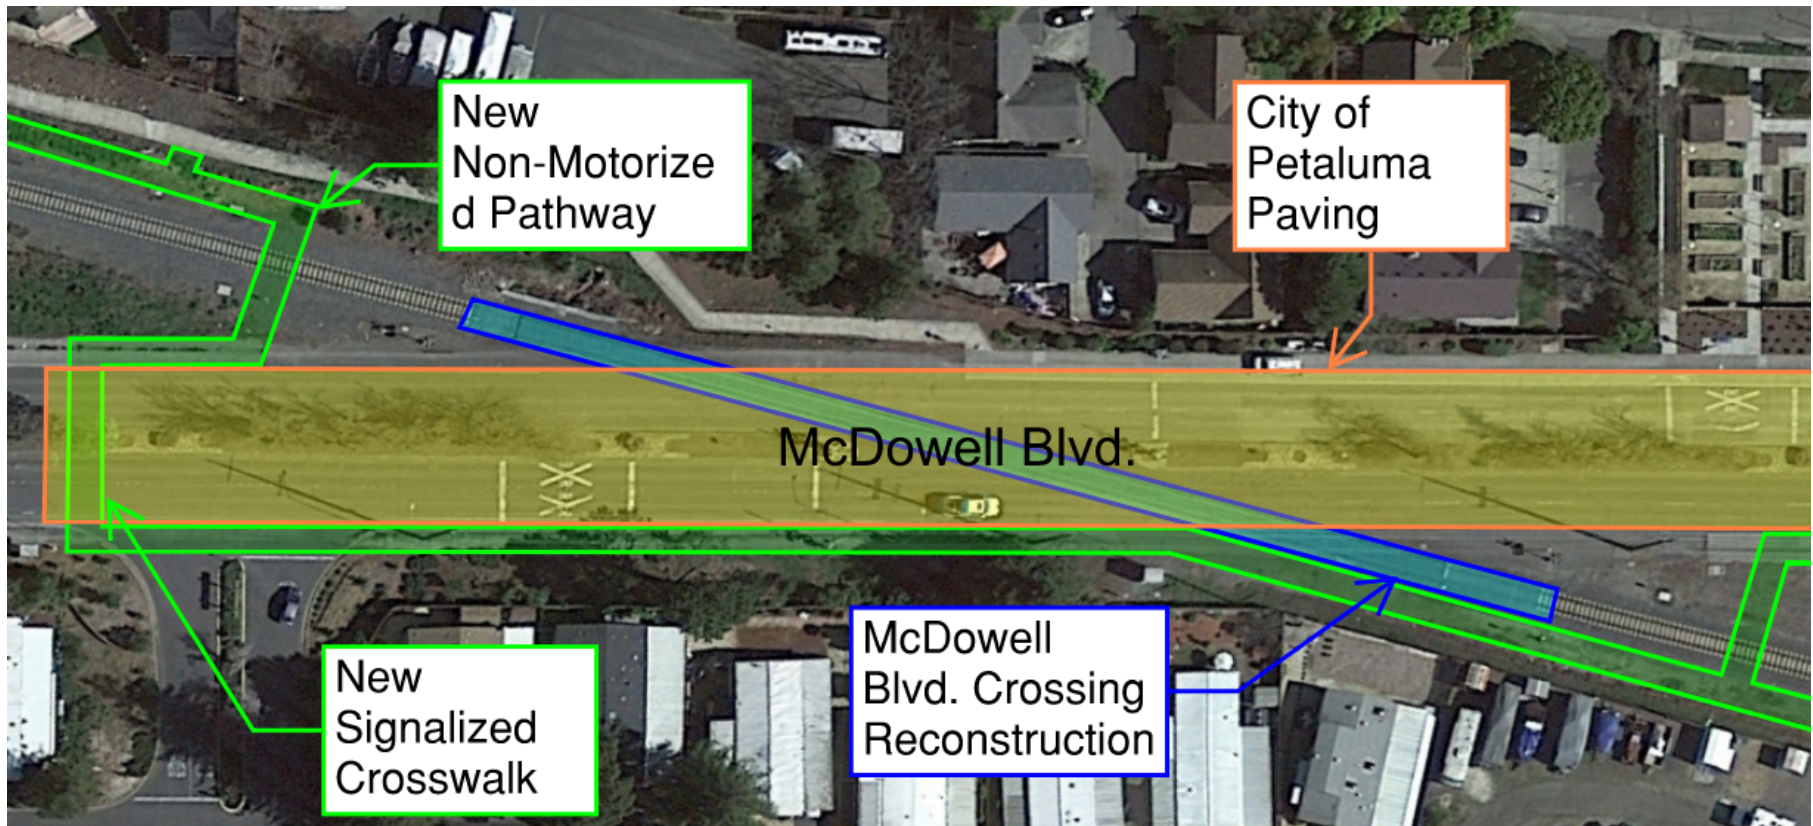 New
Non-Motorize
d Pathway
City of
Petaluma
Paving
McDowell Blvd.
New
Signalized
Crosswalk
McDowell
Blvd. Crossing
Reconstruction